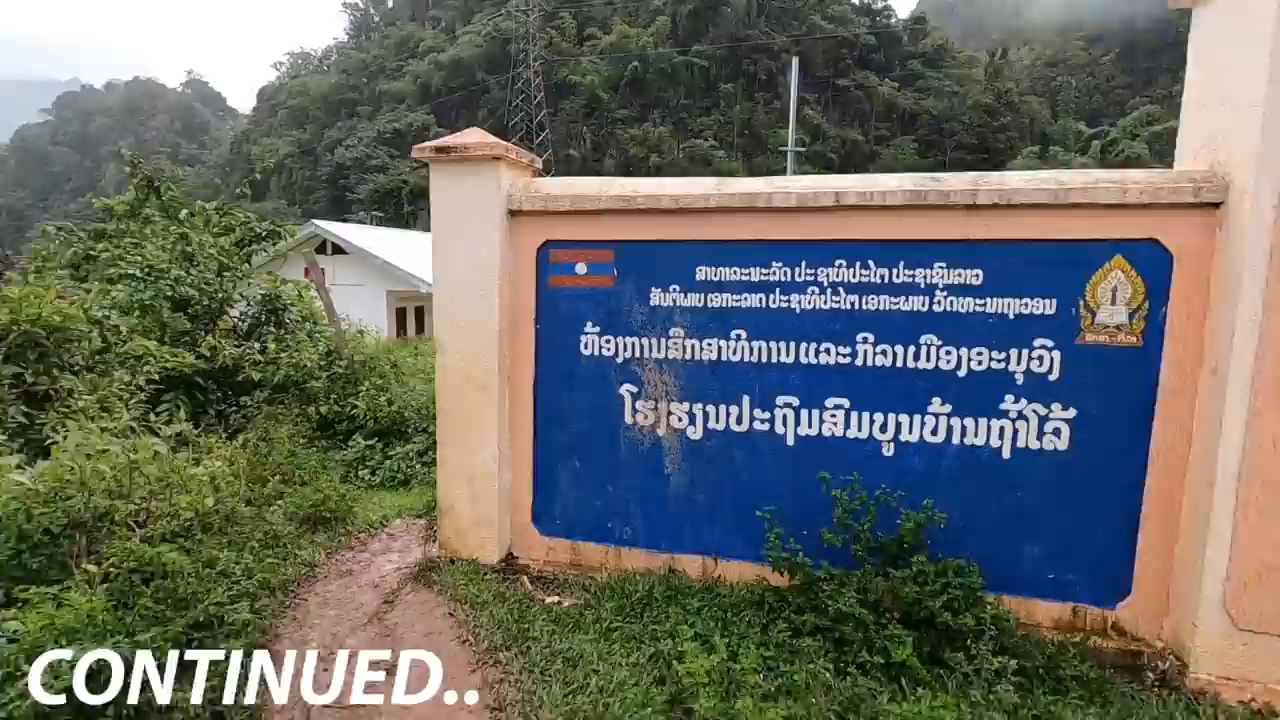 ສາທາລະນະລັດ ປະຊາທິປະໄຕ ປະຊາຊົນລາວ
ສັນຕິພາບ ເອກະລາດ ປະຊາທິປະໄຕ ເອກະພາບ ວັດທະນາຖາວອນ
ຫ້ອງການສຶກສາທິການ ແລະ ກິລາເມືອງອະນຸວົງ
ໂຮງຮຽນປະຖົມສົມບູນບ້ານຖ້ຳໂລ້
CONTINUED..